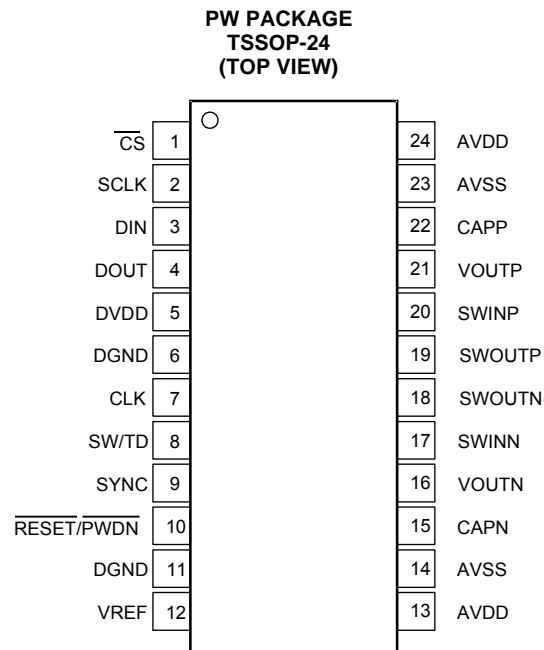 PW PACKAGE
TSSOP-24
(TOP VIEW)
CS 1 24 AVDD
SCLK 2 23 AVSS
DIN 3 22 CAPP
DOUT 4 21 VOUTP
DVDD 5 20 SWINP
DGND 6 19 SWOUTP
CLK 7 18 SWOUTN
SW/TD 8 17 SWINN
SYNC 9 16 VOUTN
RESET/PWDN 10 15 CAPN
DGND 11 14 AVSS
VREF 12 13 AVDD